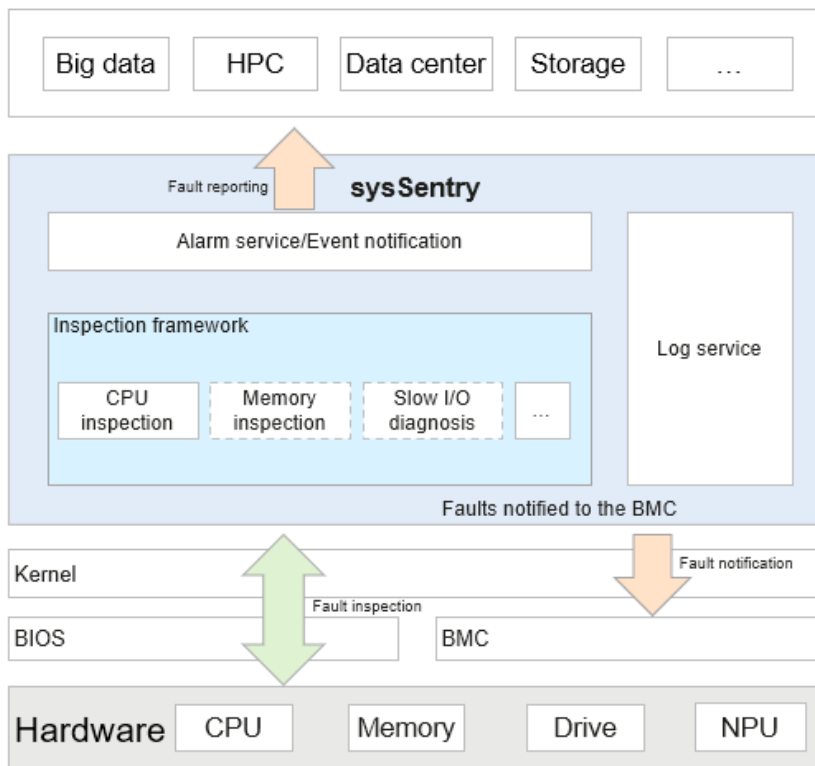 Big data
HPC
Data center
Storage
...
Fault reporting
sysSentry
Alarm service/Event notification
Inspection framework
CPU
inspection
Memory
inspection
Slow I/O
diagnosis
...
Log service
Faults notified to the BMC
Kernel
Fault notification
Fault inspection
BIOS
BMC
Hardware
CPU
Memory
Drive
NPU